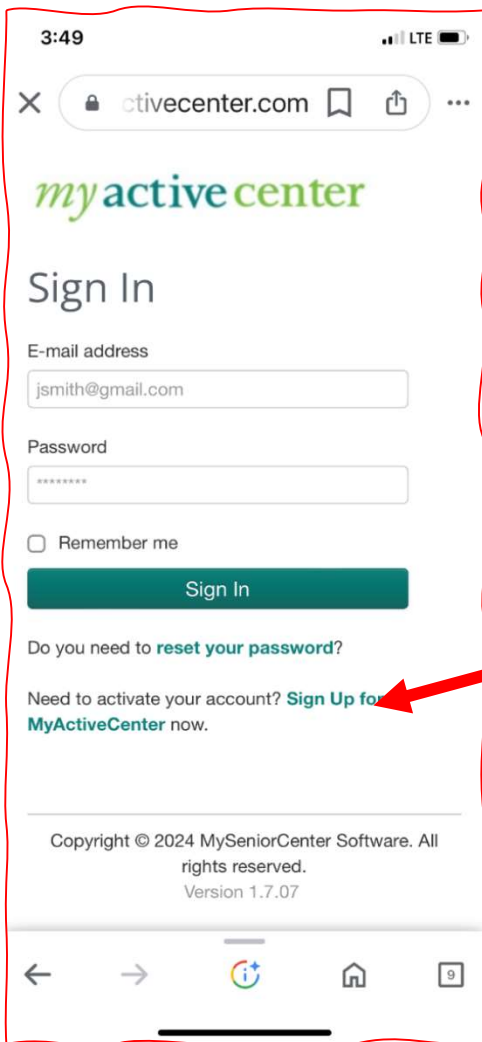 3:49 LTE
ctivecenter.com
my active center
Sign In
E-mail address
jsmith@gmail.com
Password
********
Remember me
Sign In
Do you need to reset your password?
Need to activate your account? Sign Up for
MyActiveCenter now.
Copyright © 2024 MySeniorCenter Software. All
rights reserved.
Version 1.7.07
9